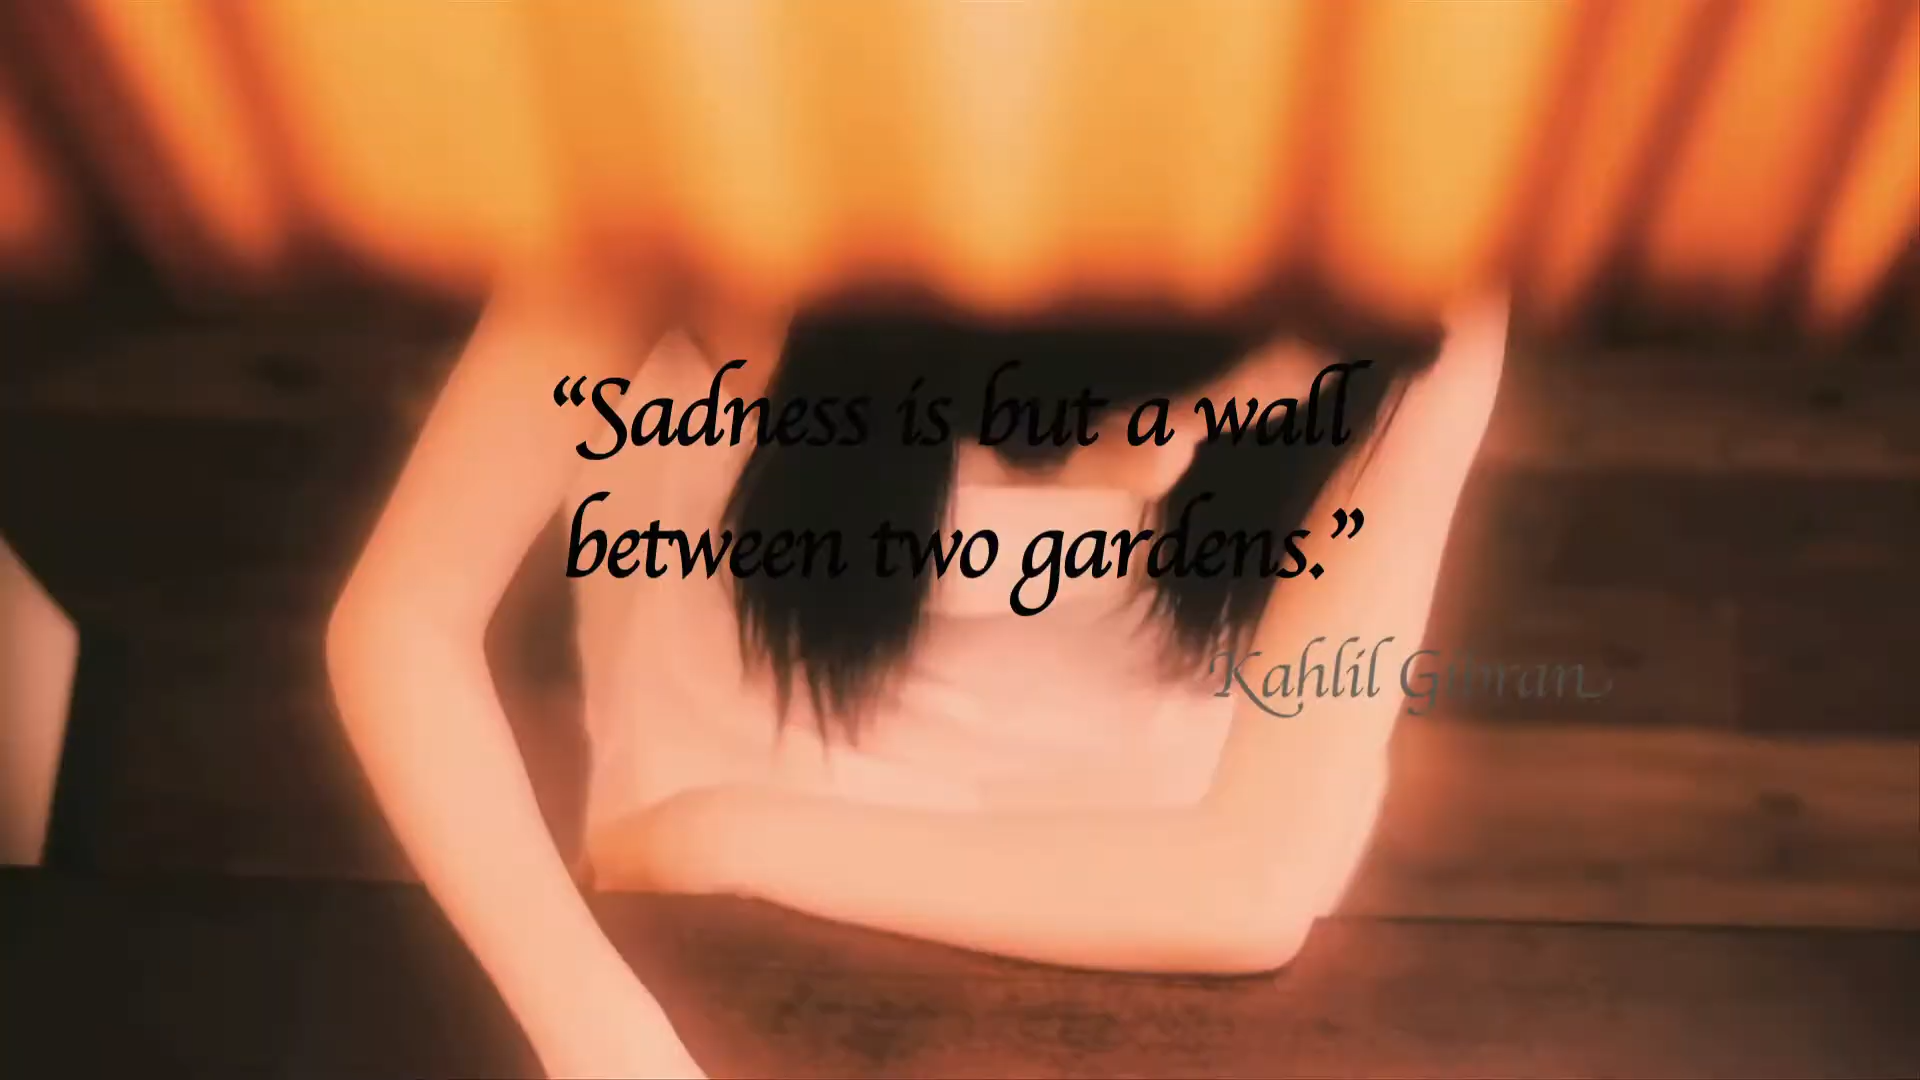 “Sadness is but a wall
between two gardens.”
Kahlil Gibran